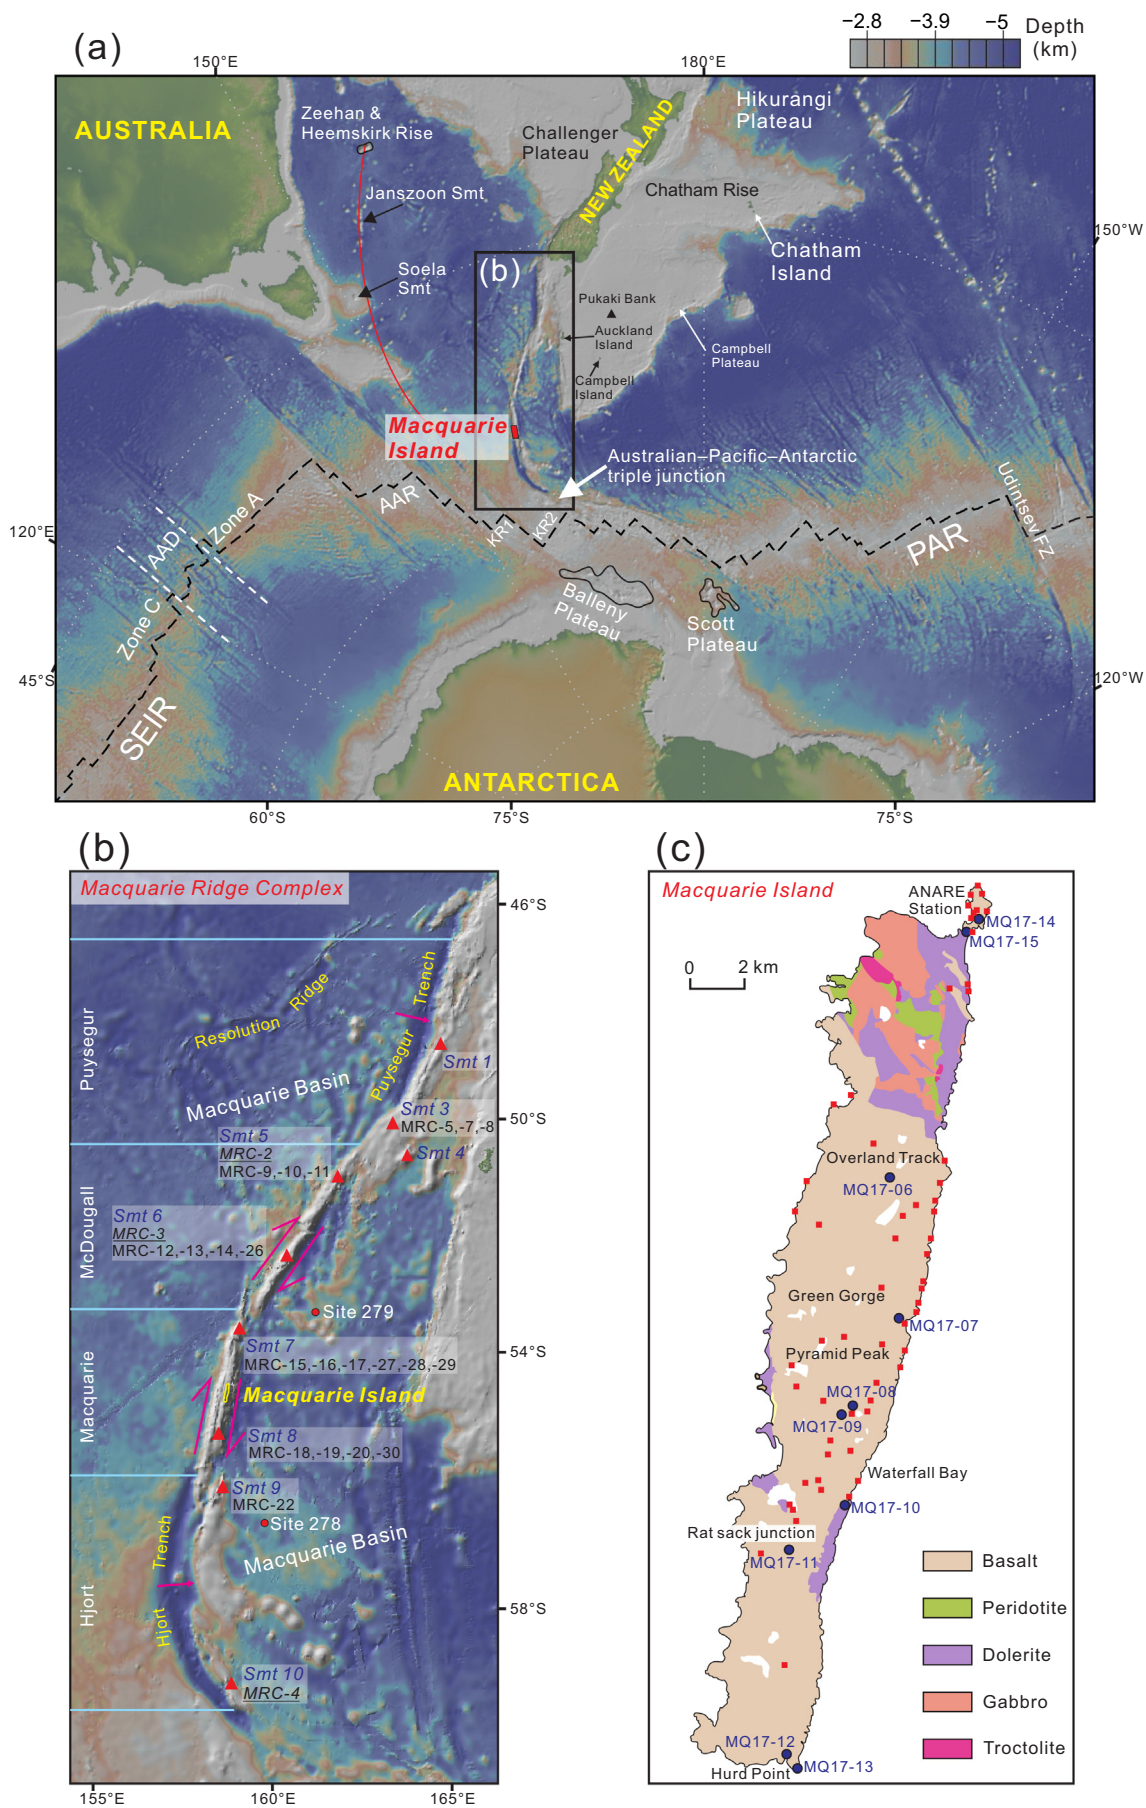 (a)
−2.8 −3.9 −5 Depth
(km)
150°E
180°E
AUSTRALIA
Zeehan &
Heemskirk Rise
Challenger
Plateau
NEW ZEALAND
Hikurangi
Plateau
Janszoon Smt
Chatham Rise
150°W
Chatham
Island
Soela
Smt
(b)
Pukaki Bank
Auckland
Island
Campbell
Plateau
Campbell
Island
Macquarie
Island
Australian–Pacific–Antarctic
triple junction
Udintsev FZ
120°E
Zone A
AAD
AAR
KR1
KR2
PAR
Zone C
Balleny
Plateau
Scott
Plateau
45°S
120°W
SEIR
ANTARCTICA
60°S
75°S
75°S
(b)
Macquarie Ridge Complex
46°S
Puysegur
Resolution
Ridge
Trench
Puysegur
Smt 1
Macquarie Basin
Smt 3
MRC-5,-7,-8
50°S
Smt 5
MRC-2
MRC-9,-10,-11
Smt 4
McDougall
Smt 6
MRC-3
MRC-12,-13,-14,-26
Site 279
Smt 7
MRC-15,-16,-17,-27,-28,-29
54°S
Macquarie
Macquarie Island
Smt 8
MRC-18,-19,-20,-30
Smt 9
MRC-22
Site 278
Macquarie Basin
Trench
Hjort
Hjort
58°S
Smt 10
MRC-4
155°E
160°E
165°E
(c)
Macquarie Island
ANARE
Station
MQ17-14
MQ17-15
0 2 km
Overland Track
MQ17-06
Green Gorge
MQ17-07
Pyramid Peak
MQ17-08
MQ17-09
Waterfall Bay
MQ17-10
Rat sack junction
MQ17-11
Basalt
Peridotite
Dolerite
Gabbro
Troctolite
MQ17-12
Hurd Point
MQ17-13